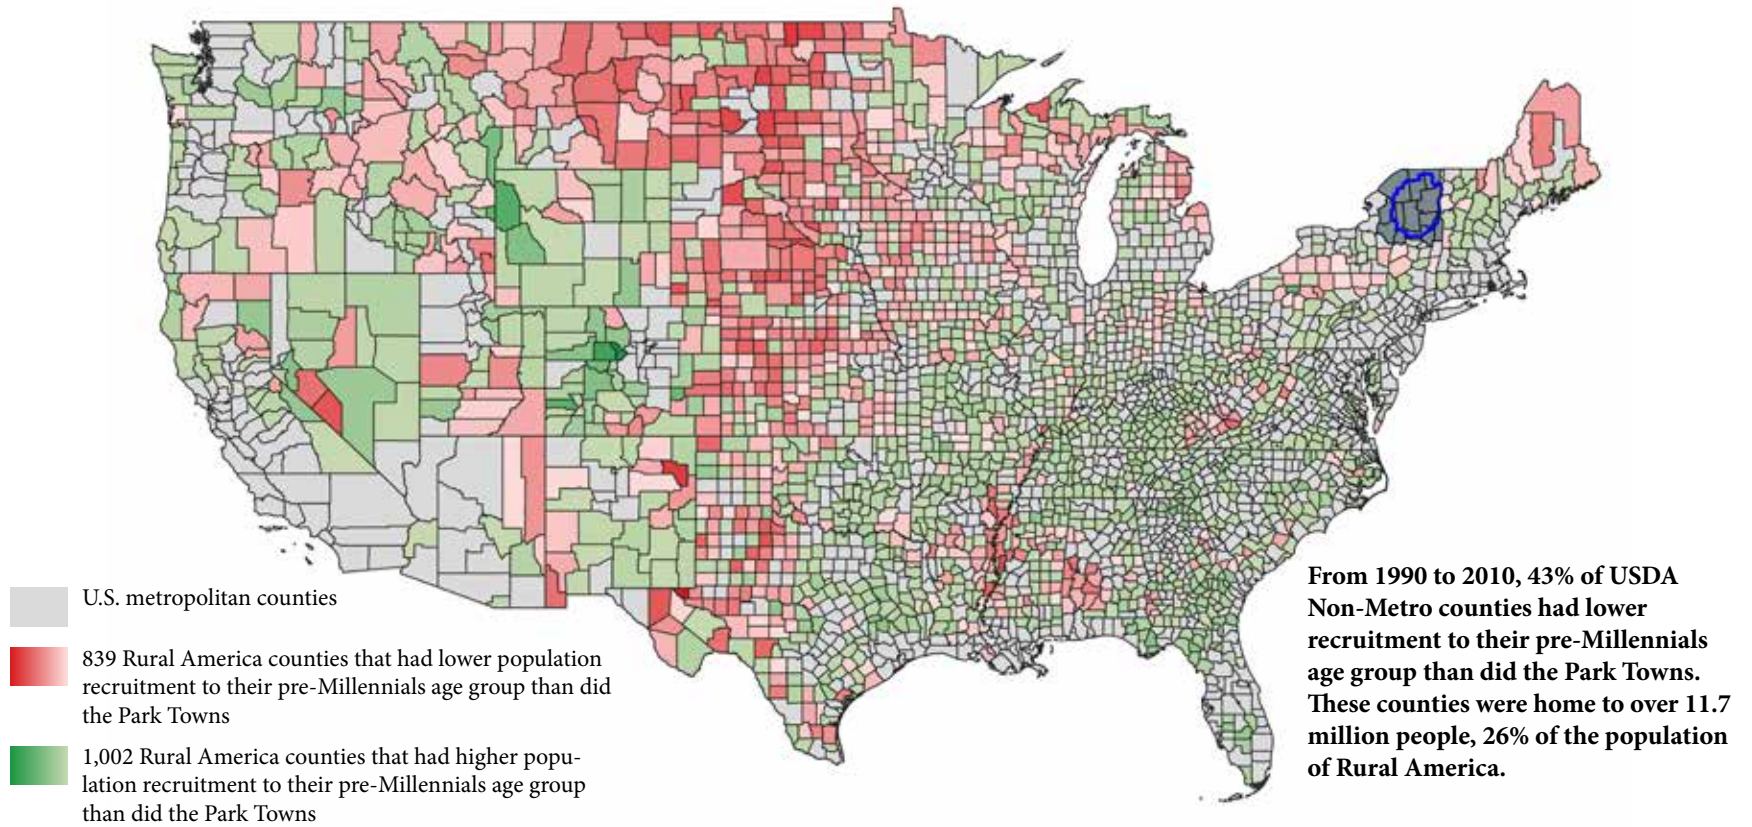 U.S. metropolitan counties
839 Rural America counties that had lower population
recruitment to their pre-Millennials age group than did
the Park Towns
1,002 Rural America counties that had higher popu-
lation recruitment to their pre-Millennials age group
than did the Park Towns
From 1990 to 2010, 43% of USDA
Non-Metro counties had lower
recruitment to their pre-Millennials
age group than did the Park Towns.
These counties were home to over 11.7
million people, 26% of the population
of Rural America.